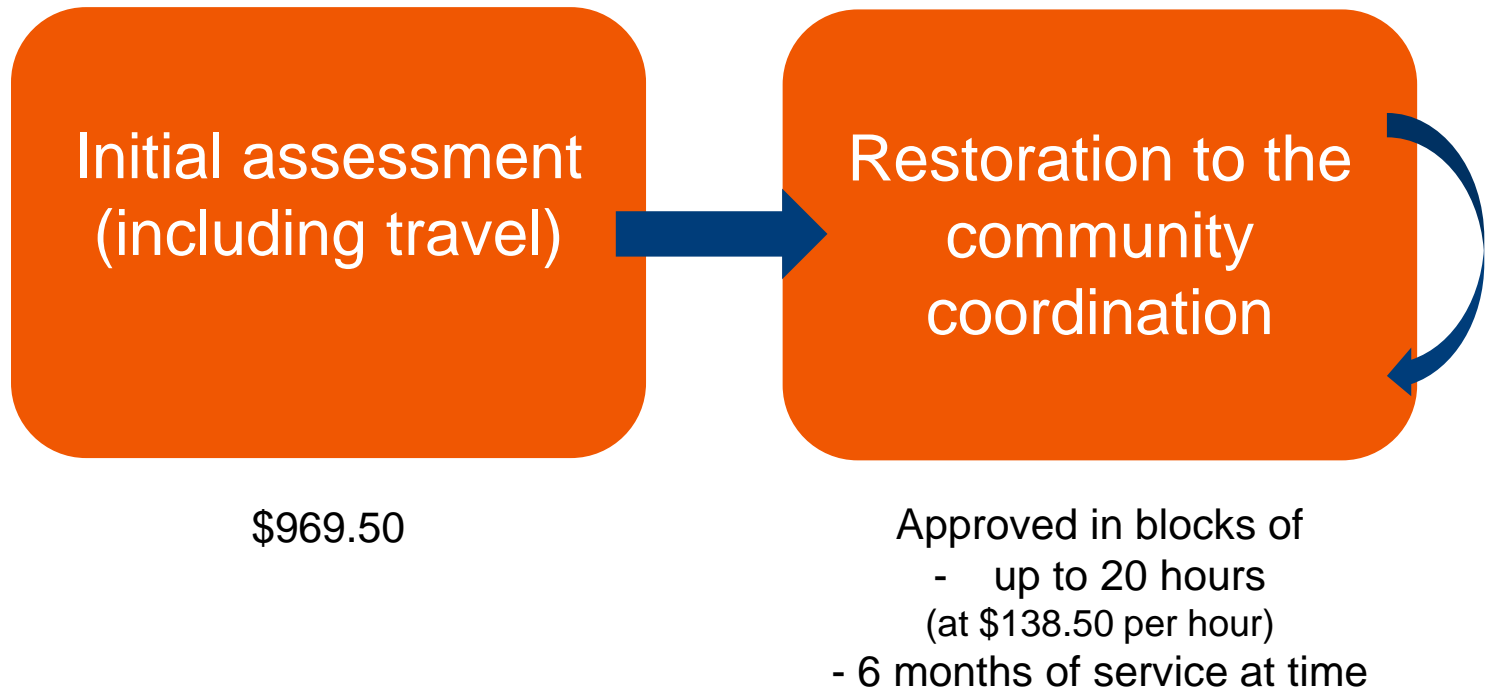 Initial assessment
(including travel)
Restoration to the
community
coordination
$969.50
Approved in blocks of
- up to 20 hours
(at $138.50 per hour)
- 6 months of service at time